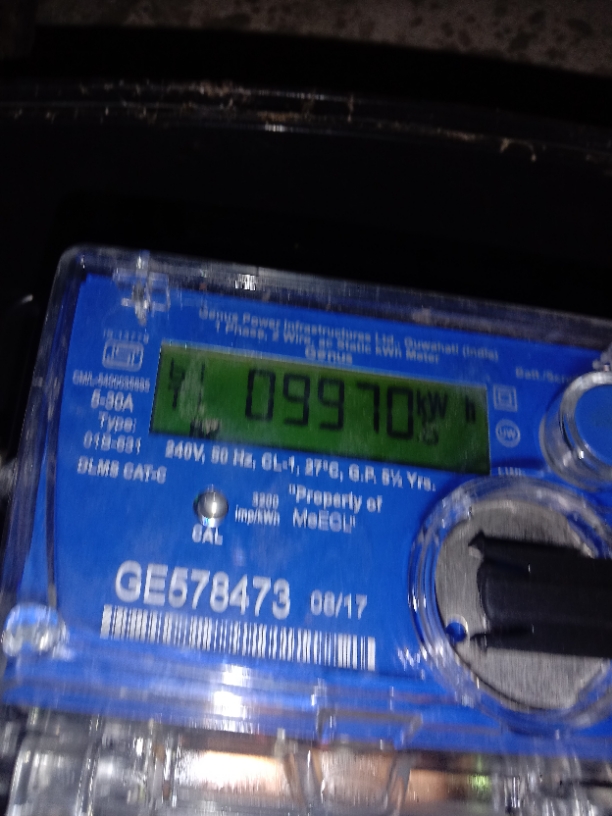 Genus Power Infrastructures Ltd., Guwahati (India)
1 Phase, 2 Wire, ac Static kWh Meter
Genus
09970 kW h
5-30A
Type:
240V, 50 Hz, CL-1, 27°C, G.P. 5½ Yrs.
DLMS CAT-C
3200
imp/kWh
"Property of
MeECL"
CAL
GE578473 08/17